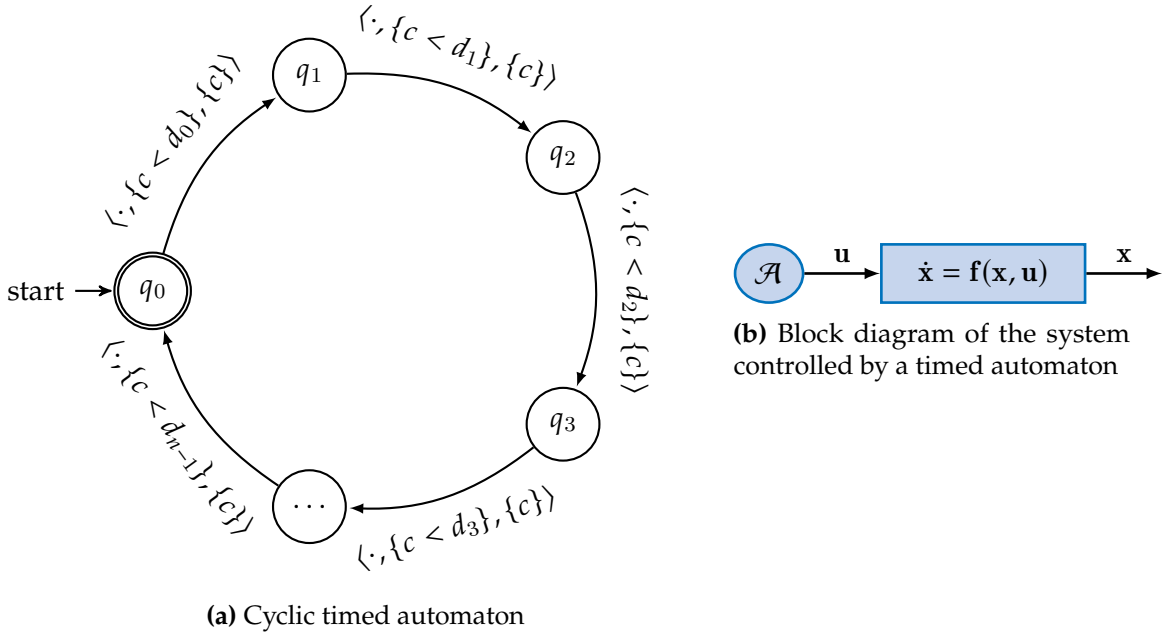 ⟨·, {c < d₀}, {c}⟩
q₁
⟨·, {c < d₁}, {c}⟩
q₂
⟨·, {c < d₂}, {c}⟩
start
q₀
q₃
⟨·, {c < dₙ₋₁}, {c}⟩
···
⟨·, {c < d₃}, {c}⟩
(a) Cyclic timed automaton
𝒜
u
ẋ = f(x, u)
x
(b) Block diagram of the system
controlled by a timed automaton